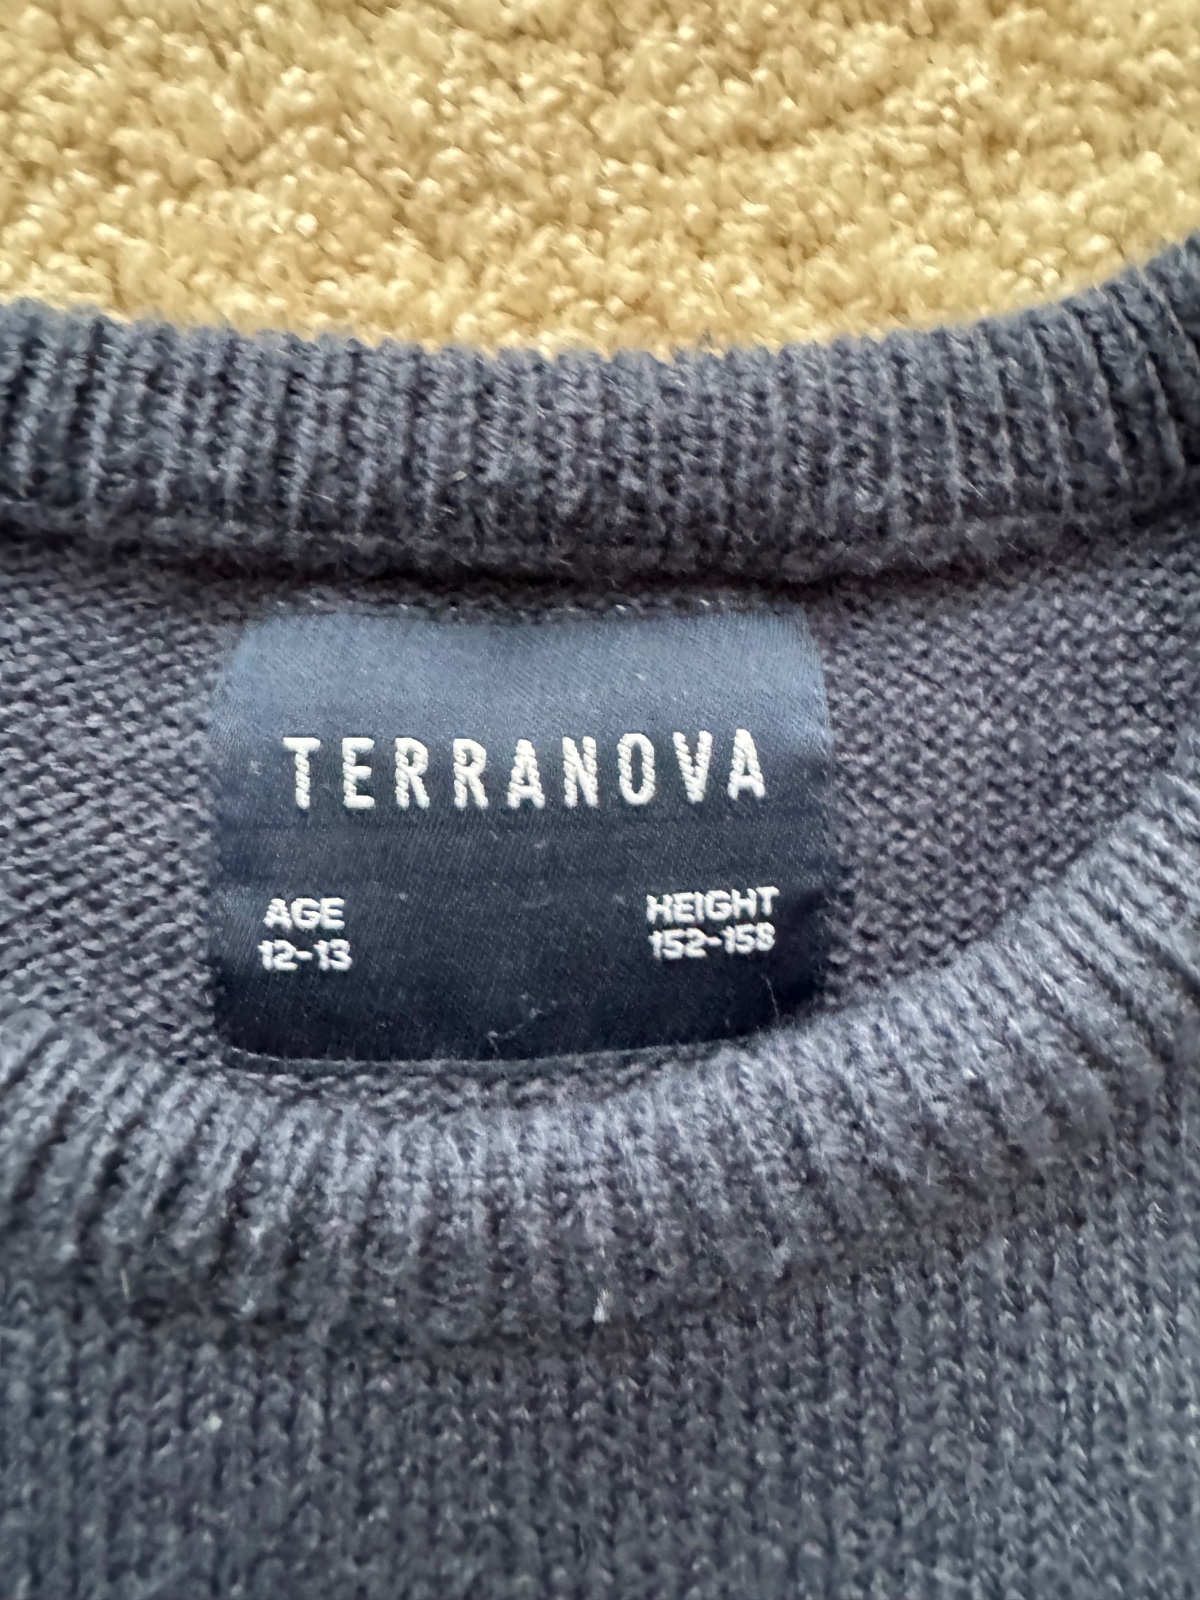 TERRANOVA
AGE HEIGHT
12-13 152-158